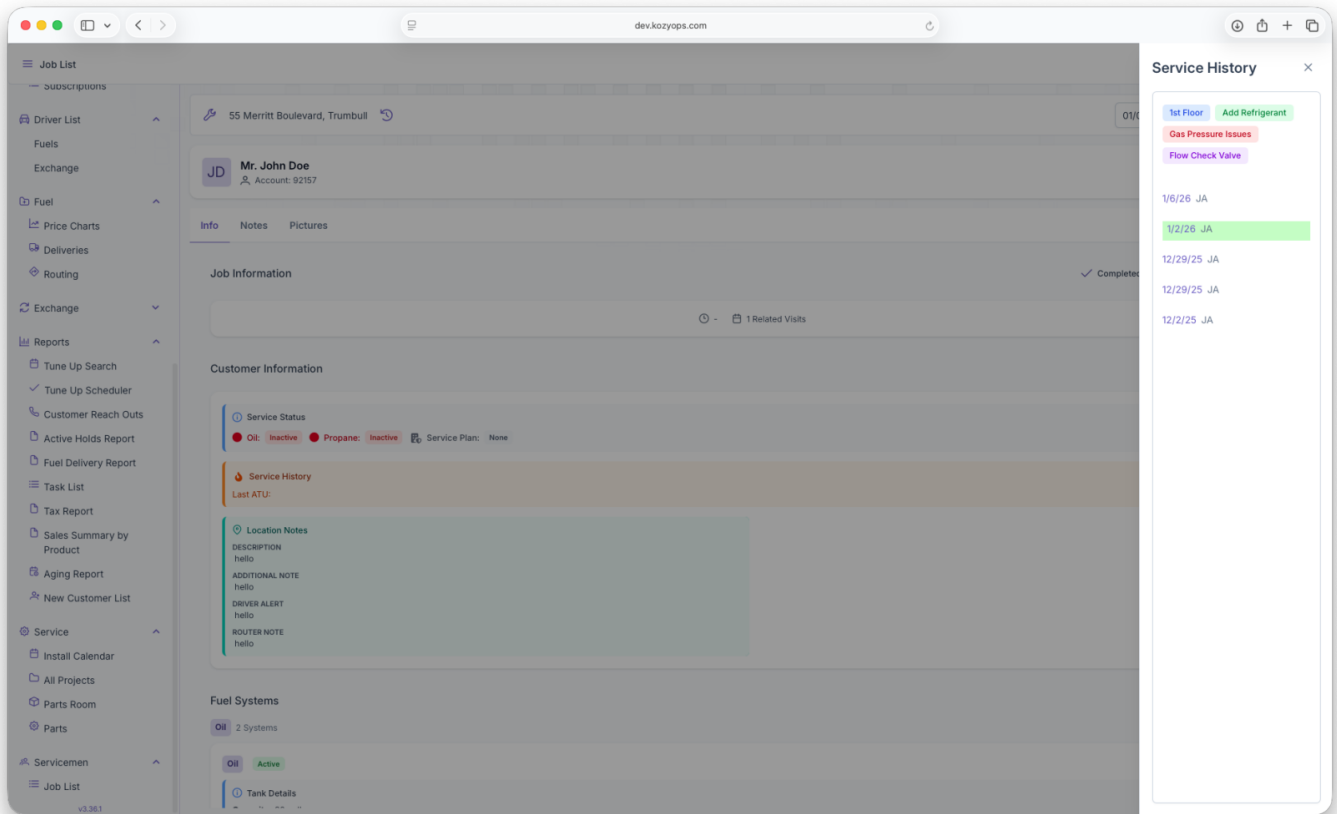 dev.kozyops.com
Job List
Subscriptions
Driver List
Fuels
Exchange
Fuel
Price Charts
Deliveries
Routing
Exchange
Reports
Tune Up Search
Tune Up Scheduler
Customer Reach Outs
Active Holds Report
Fuel Delivery Report
Task List
Tax Report
Sales Summary by
Product
Aging Report
New Customer List
Service
Install Calendar
All Projects
Parts Room
Parts
Servicemen
Job List
v3.36.1
55 Merritt Boulevard, Trumbull
01/0
JD
Mr. John Doe
Account: 92157
Info Notes Pictures
Job Information
Completed
- 1 Related Visits
Customer Information
Service Status
Oil: Inactive Propane: Inactive Service Plan: None
Service History
Last ATU:
Location Notes
DESCRIPTION
hello
ADDITIONAL NOTE
hello
DRIVER ALERT
hello
ROUTER NOTE
hello
Fuel Systems
Oil 2 Systems
Oil Active
Tank Details
Service History
1st Floor Add Refrigerant
Gas Pressure Issues
Flow Check Valve
1/6/26 JA
1/2/26 JA
12/29/25 JA
12/29/25 JA
12/2/25 JA